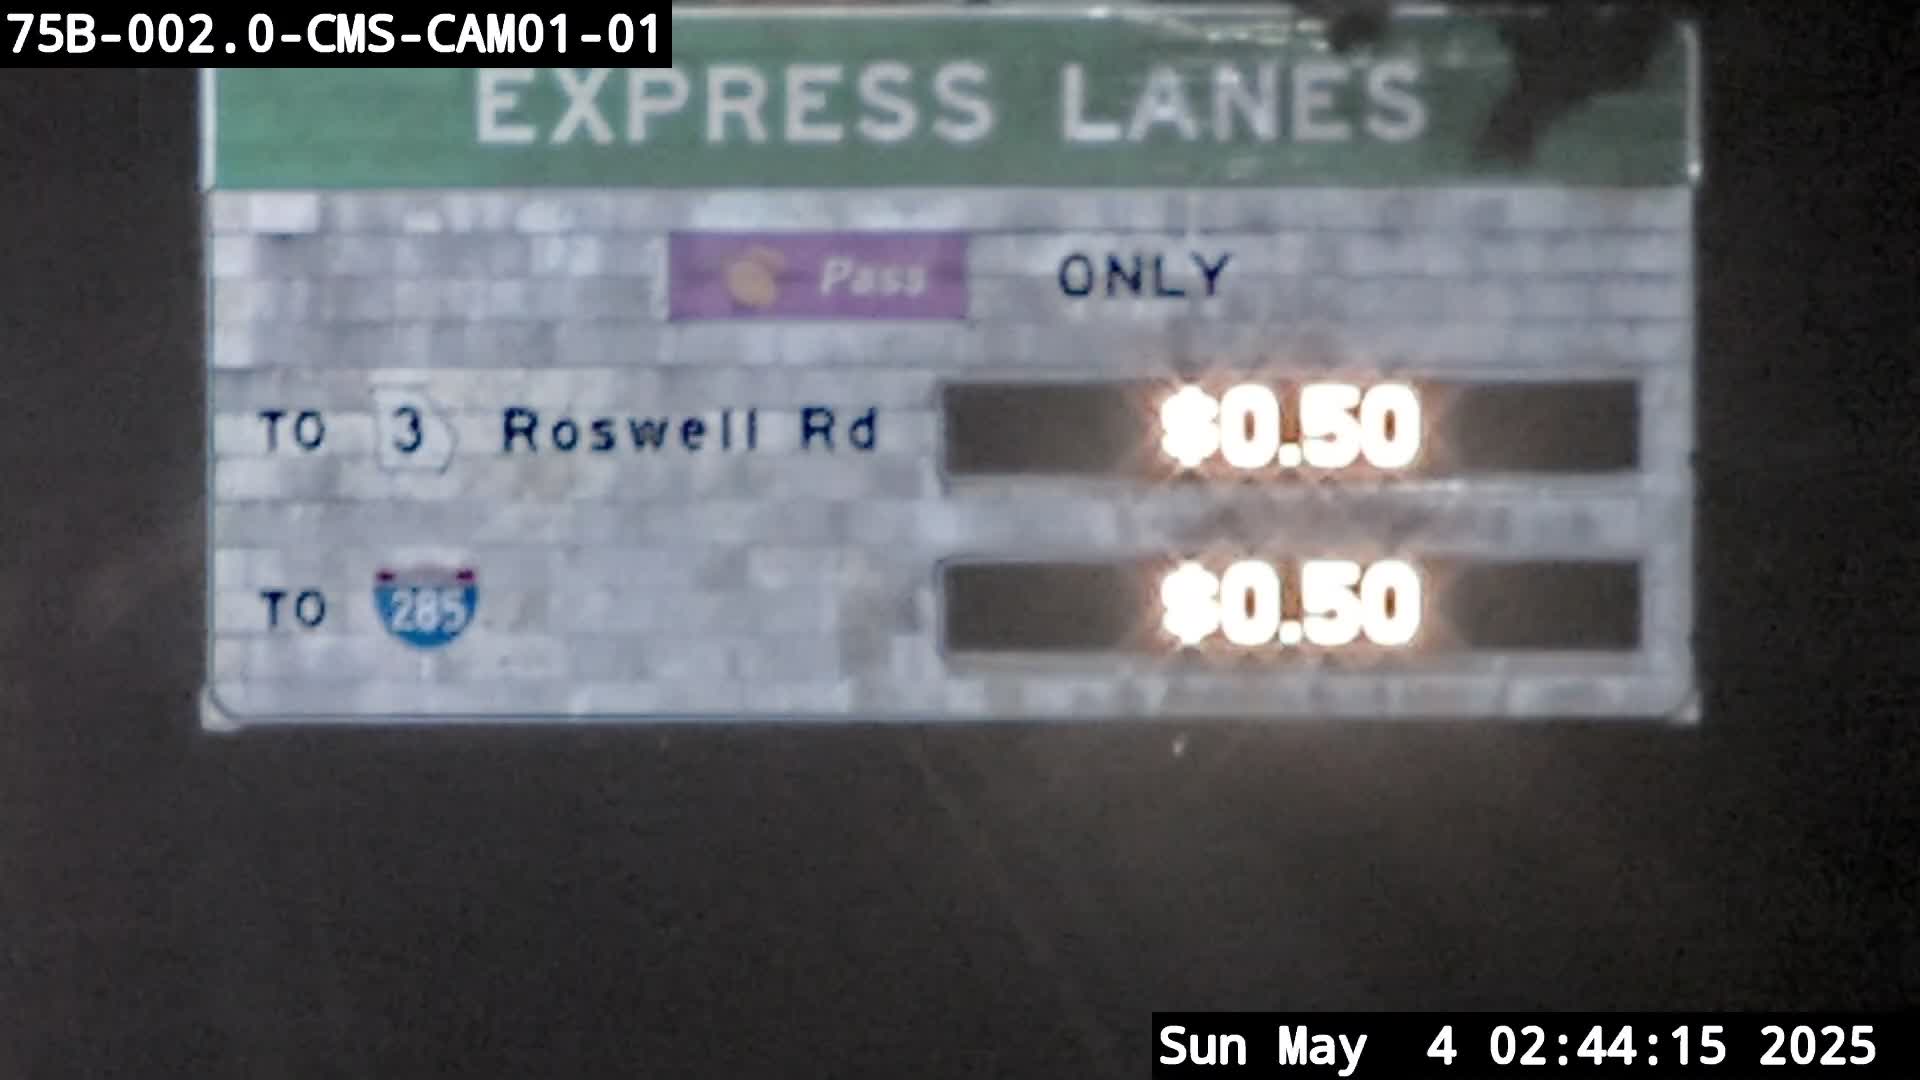 75B-002.0-CMS-CAM01-01
EXPRESS LANES
Pass ONLY
TO 3 Roswell Rd $0.50
TO 285 $0.50
Sun May 4 02:44:15 2025